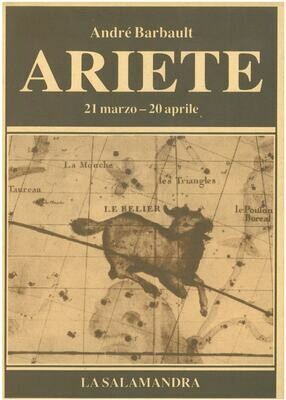 André Barbault
ARIETE
21 marzo – 20 aprile
La Mouche
les Triangles
Taureau
LE BELIER
le Poisson
Boreal
LA SALAMANDRA